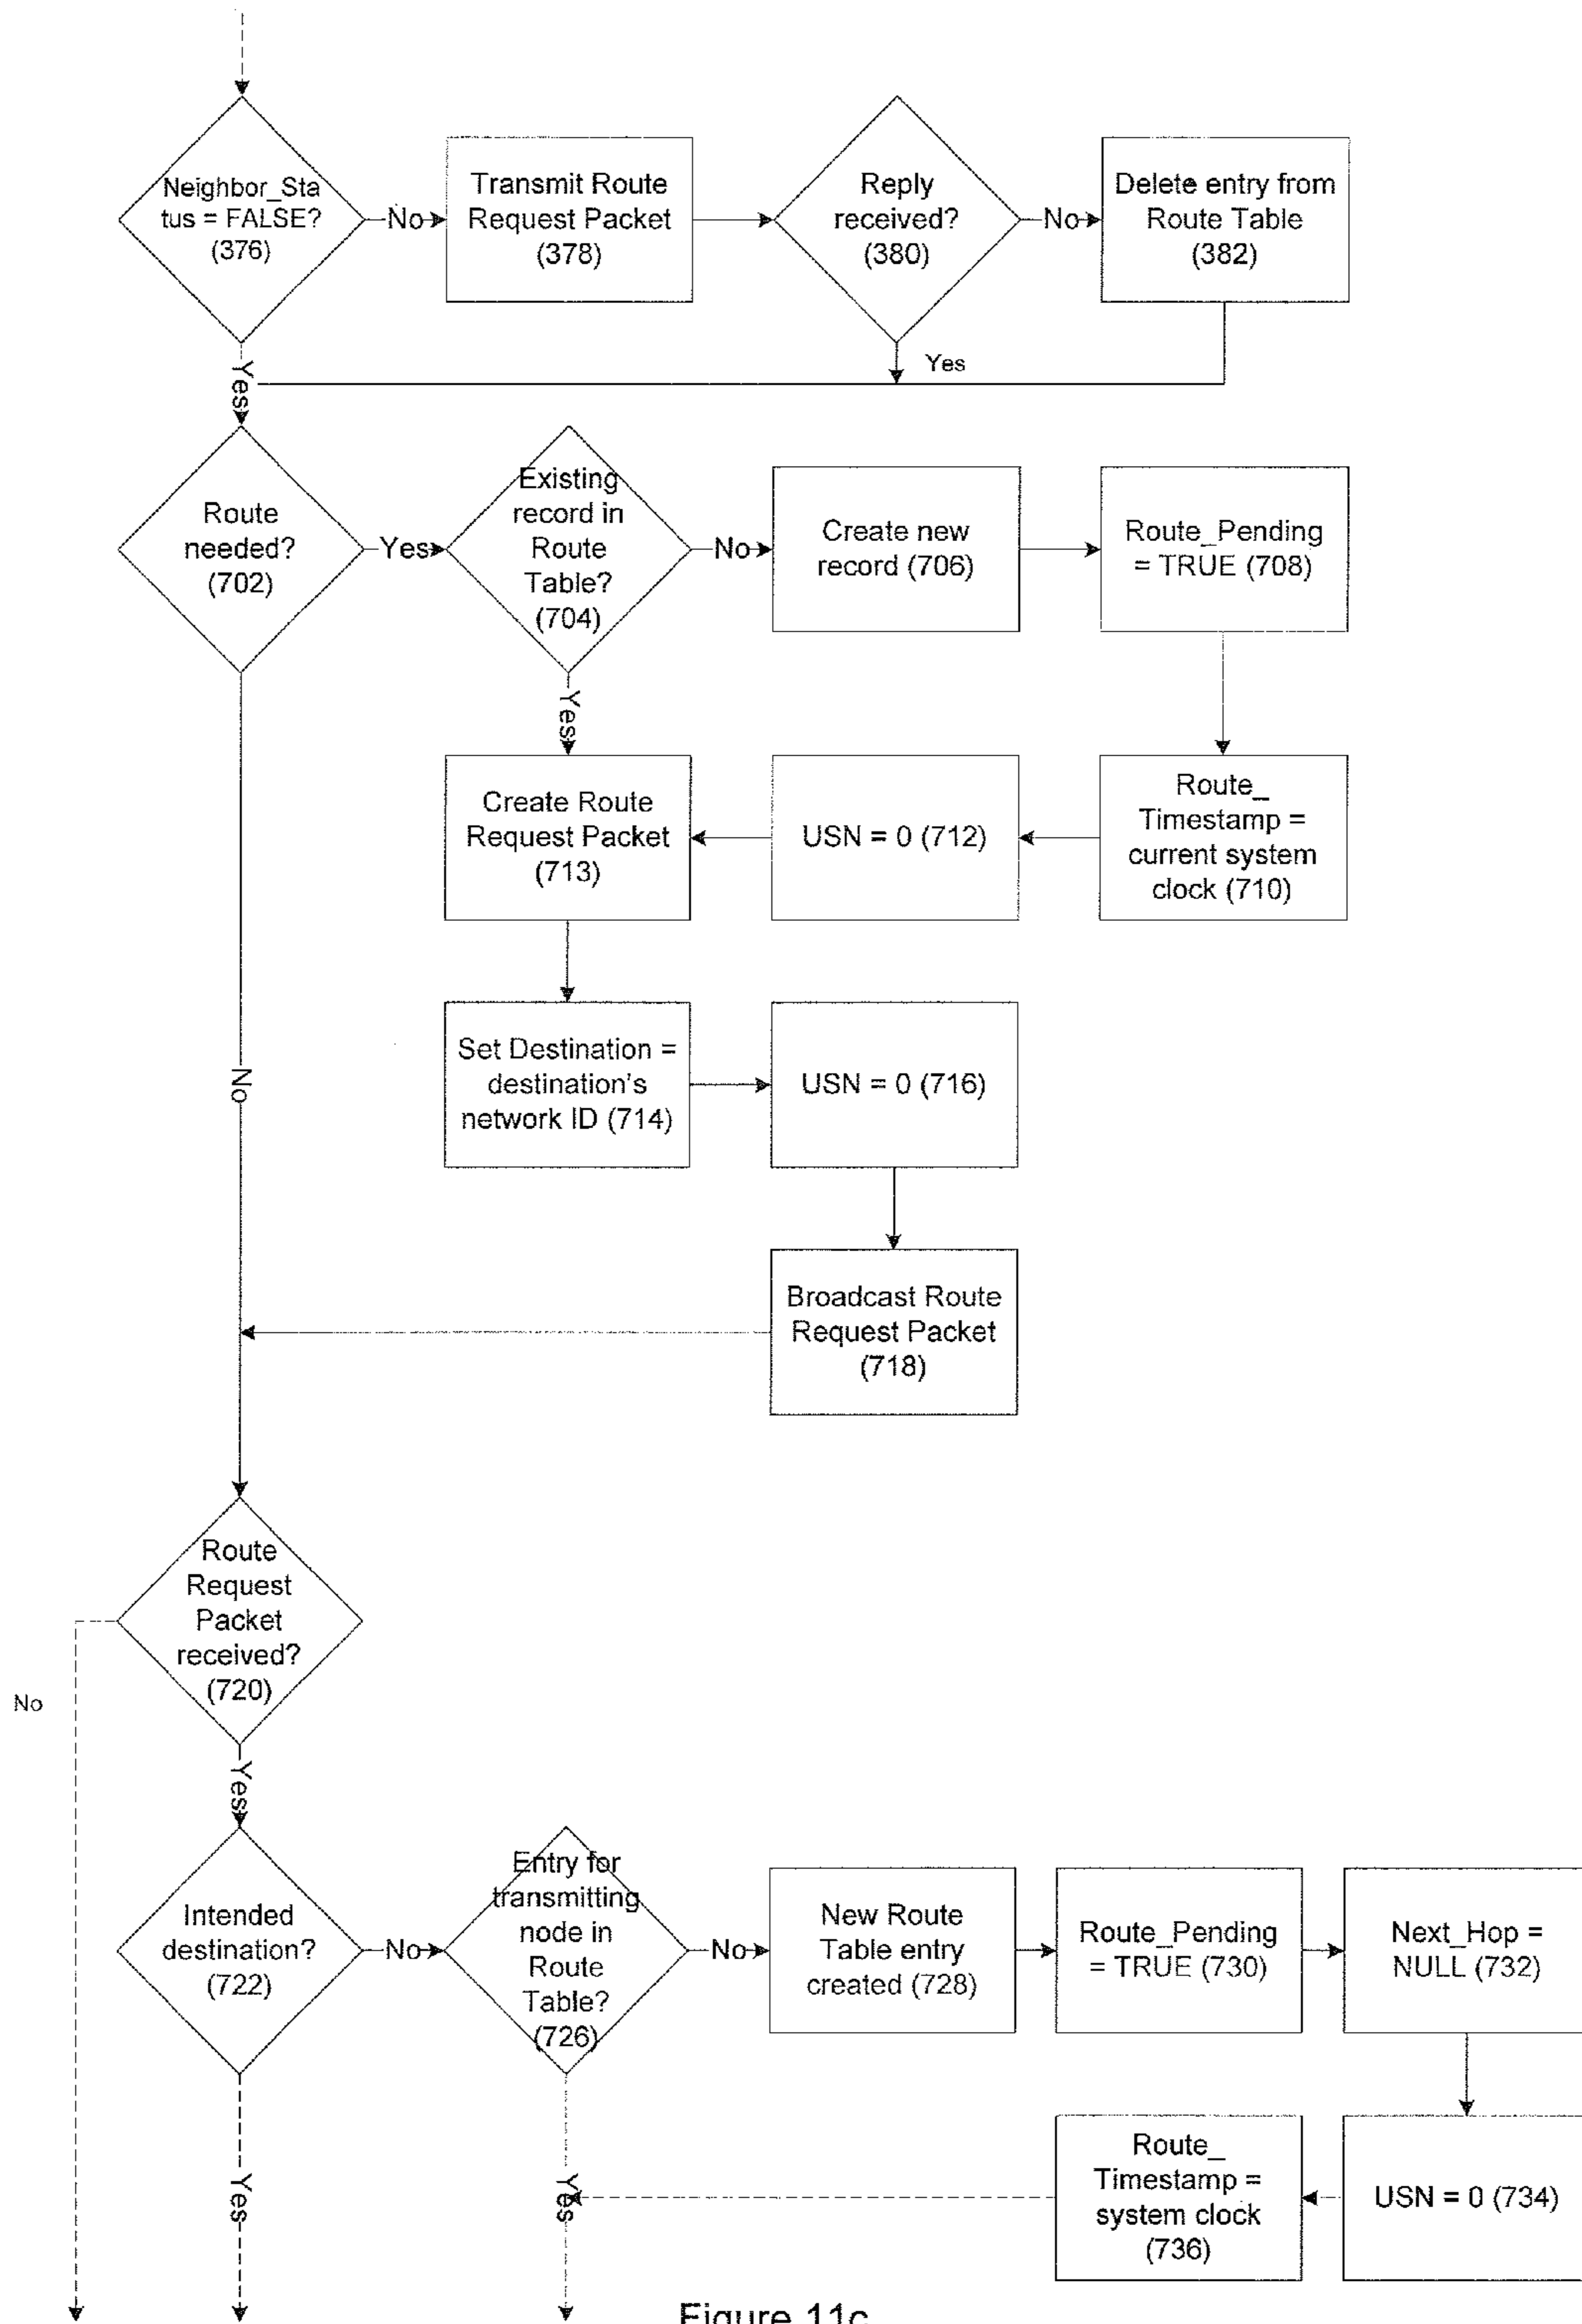 Neighbor_Sta
tus = FALSE?
(376)
No
Transmit Route
Request Packet
(378)
Reply
received?
(380)
No
Delete entry from
Route Table
(382)
Yes
Yes
Route
needed?
(702)
Yes
Existing
record in
Route
Table?
(704)
No
Create new
record (706)
Route_Pending
= TRUE (708)
Yes
Create Route
Request Packet
(713)
USN = 0 (712)
Route_
Timestamp =
current system
clock (710)
No
Set Destination =
destination's
network ID (714)
USN = 0 (716)
Broadcast Route
Request Packet
(718)
Route
Request
Packet
received?
(720)
No
Yes
Intended
destination?
(722)
No
Entry for
transmitting
node in
Route
Table?
(726)
No
New Route
Table entry
created (728)
Route_Pending
= TRUE (730)
Next_Hop =
NULL (732)
Yes
Yes
Route_
Timestamp =
system clock
(736)
USN = 0 (734)
Figure 11c